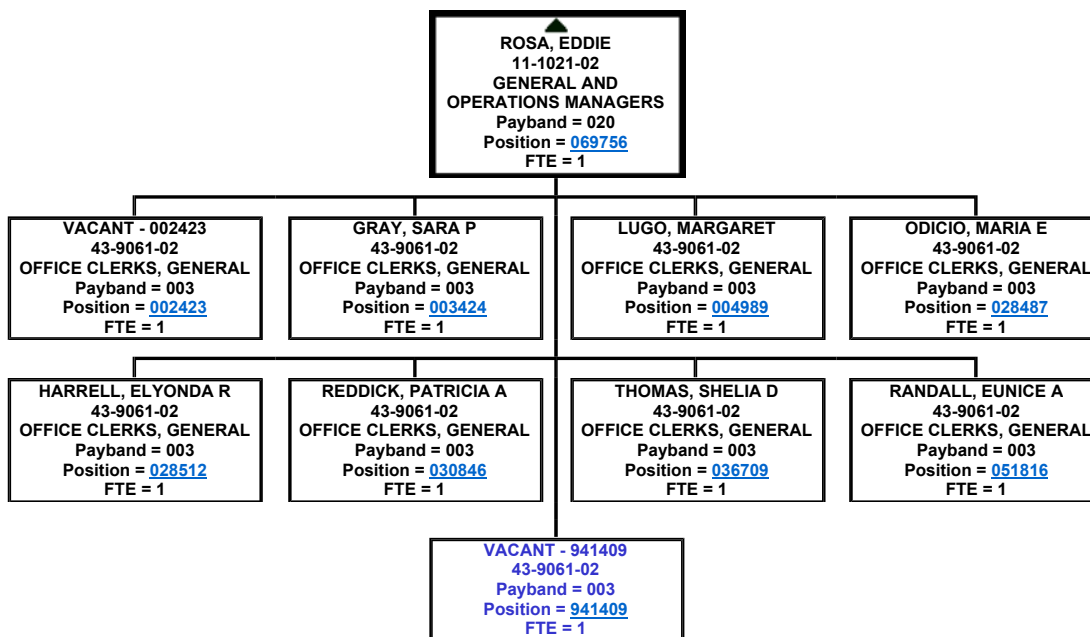 ROSA, EDDIE
11-1021-02
GENERAL AND
OPERATIONS MANAGERS
Payband = 020
Position = 069756
FTE = 1
VACANT - 002423
43-9061-02
OFFICE CLERKS, GENERAL
Payband = 003
Position = 002423
FTE = 1
GRAY, SARA P
43-9061-02
OFFICE CLERKS, GENERAL
Payband = 003
Position = 003424
FTE = 1
LUGO, MARGARET
43-9061-02
OFFICE CLERKS, GENERAL
Payband = 003
Position = 004989
FTE = 1
ODICIO, MARIA E
43-9061-02
OFFICE CLERKS, GENERAL
Payband = 003
Position = 028487
FTE = 1
HARRELL, ELYONDA R
43-9061-02
OFFICE CLERKS, GENERAL
Payband = 003
Position = 028512
FTE = 1
REDDICK, PATRICIA A
43-9061-02
OFFICE CLERKS, GENERAL
Payband = 003
Position = 030846
FTE = 1
THOMAS, SHELIA D
43-9061-02
OFFICE CLERKS, GENERAL
Payband = 003
Position = 036709
FTE = 1
RANDALL, EUNICE A
43-9061-02
OFFICE CLERKS, GENERAL
Payband = 003
Position = 051816
FTE = 1
VACANT - 941409
43-9061-02
Payband = 003
Position = 941409
FTE = 1